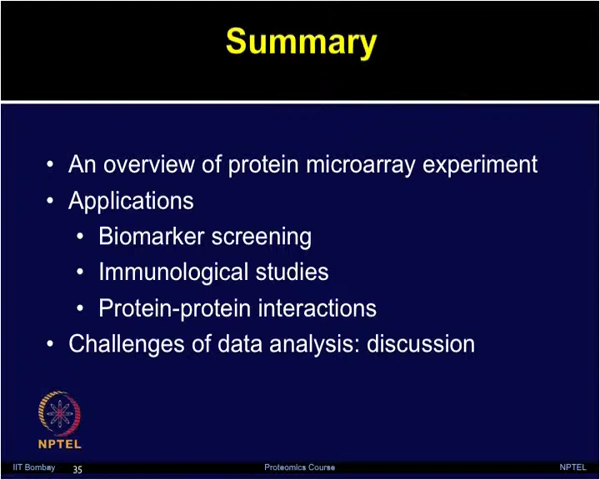 Summary
• An overview of protein microarray experiment
• Applications
• Biomarker screening
• Immunological studies
• Protein-protein interactions
• Challenges of data analysis: discussion
NPTEL
IIT Bombay 35 Proteomics Course NPTEL